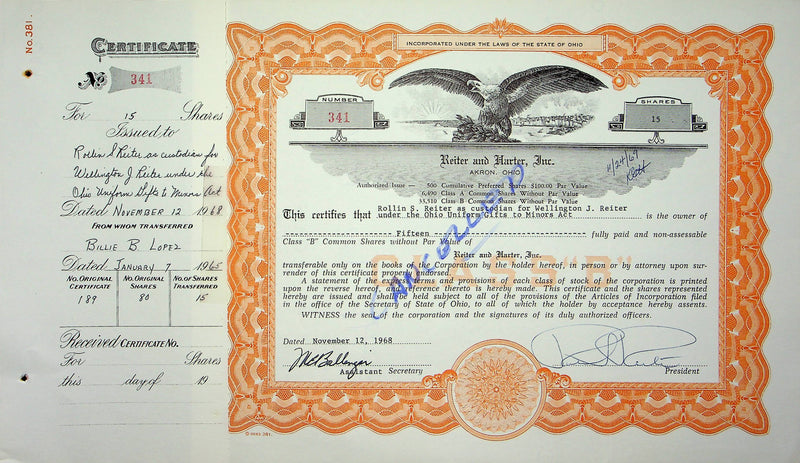 No. 381.
CERTIFICATE
No 341
For 15 Shares
Issued to
Rollin S Reiter as custodian for
Wellington J. Reiter under the
Ohio Uniform Gifts to Minors Act
Dated NOVEMBER 12 1968
FROM WHOM TRANSFERRED
BILLIE B. LOPEZ
Dated JANUARY 7 1965
NO. ORIGINAL CERTIFICATE NO. ORIGINAL SHARES NO. OF SHARES TRANSFERRED
189 80 15
Received CERTIFICATE NO.
For Shares
this day of 19
INCORPORATED UNDER THE LAWS OF THE STATE OF OHIO
NUMBER
341
SHARES
15
Reiter and Harter, Inc.
AKRON, OHIO
4/24/69
Authorized Issue — 500 Cumulative Preferred Shares $100.00 Par Value
6,490 Class A Common Shares Without Par Value
35,510 Class B Common Shares Without Par Value
Rollin S. Reiter as custodian for Wellington J. Reiter
This certifies that under the Ohio Uniform Gifts to Minors Act is the owner of
Fifteen fully paid and non-assessable
Class "B" Common Shares without Par Value of
Reiter and Harter, Inc.
CLASS "B"
CANCELLED
transferable only on the books of the Corporation by the holder hereof, in person or by attorney upon sur-
render of this certificate properly endorsed.
A statement of the express terms and provisions of each class of stock of the corporation is printed
upon the reverse hereof, and reference thereto is hereby made. This certificate and the shares represented
hereby are issued and shall be held subject to all of the provisions of the Articles of Incorporation filed
in the office of the Secretary of State of Ohio, to all of which the holder by acceptance hereby assents.
WITNESS the seal of the corporation and the signatures of its duly authorized officers.
Dated November 12, 1968
Assistant Secretary
President
© GOES 381.